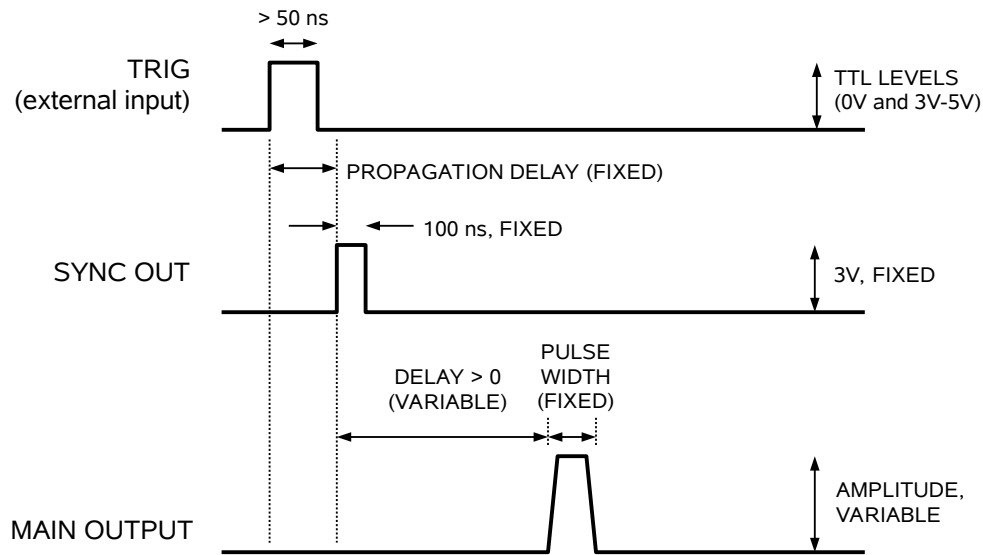 > 50 ns
TRIG
(external input)
TTL LEVELS
(0V and 3V-5V)
PROPAGATION DELAY (FIXED)
100 ns, FIXED
SYNC OUT
3V, FIXED
DELAY > 0
(VARIABLE)
PULSE
WIDTH
(FIXED)
MAIN OUTPUT
AMPLITUDE,
VARIABLE